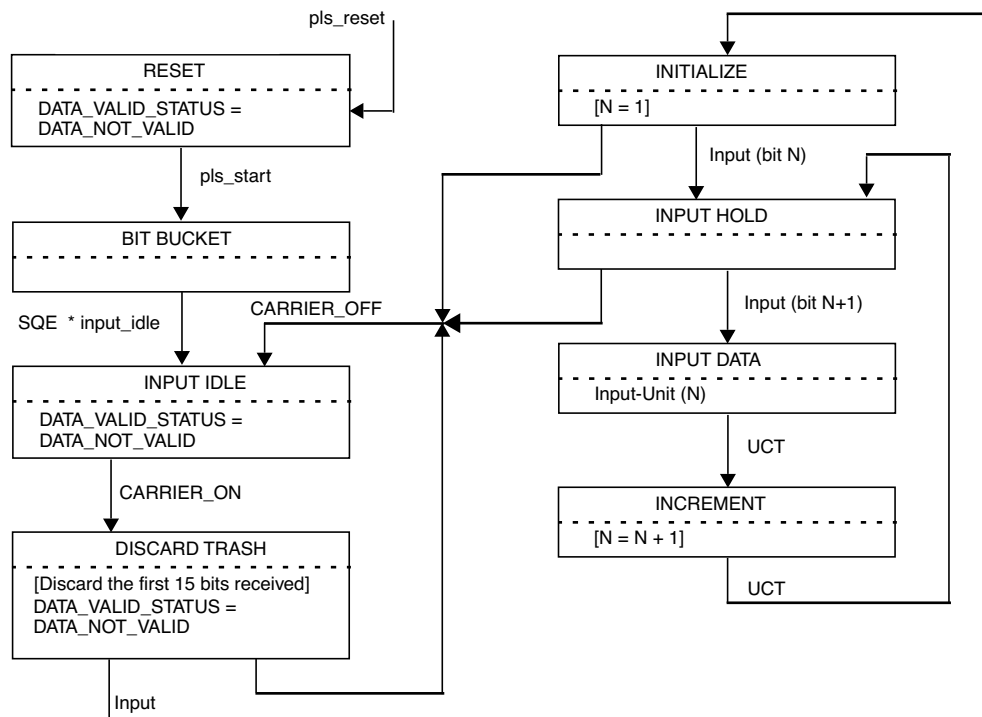 pls_reset
RESET
DATA_VALID_STATUS =
DATA_NOT_VALID
pls_start
BIT BUCKET
SQE * input_idle
CARRIER_OFF
INPUT IDLE
DATA_VALID_STATUS =
DATA_NOT_VALID
CARRIER_ON
DISCARD TRASH
[Discard the first 15 bits received]
DATA_VALID_STATUS =
DATA_NOT_VALID
Input
INITIALIZE
[N = 1]
Input (bit N)
INPUT HOLD
Input (bit N+1)
INPUT DATA
Input-Unit (N)
UCT
INCREMENT
[N = N + 1]
UCT